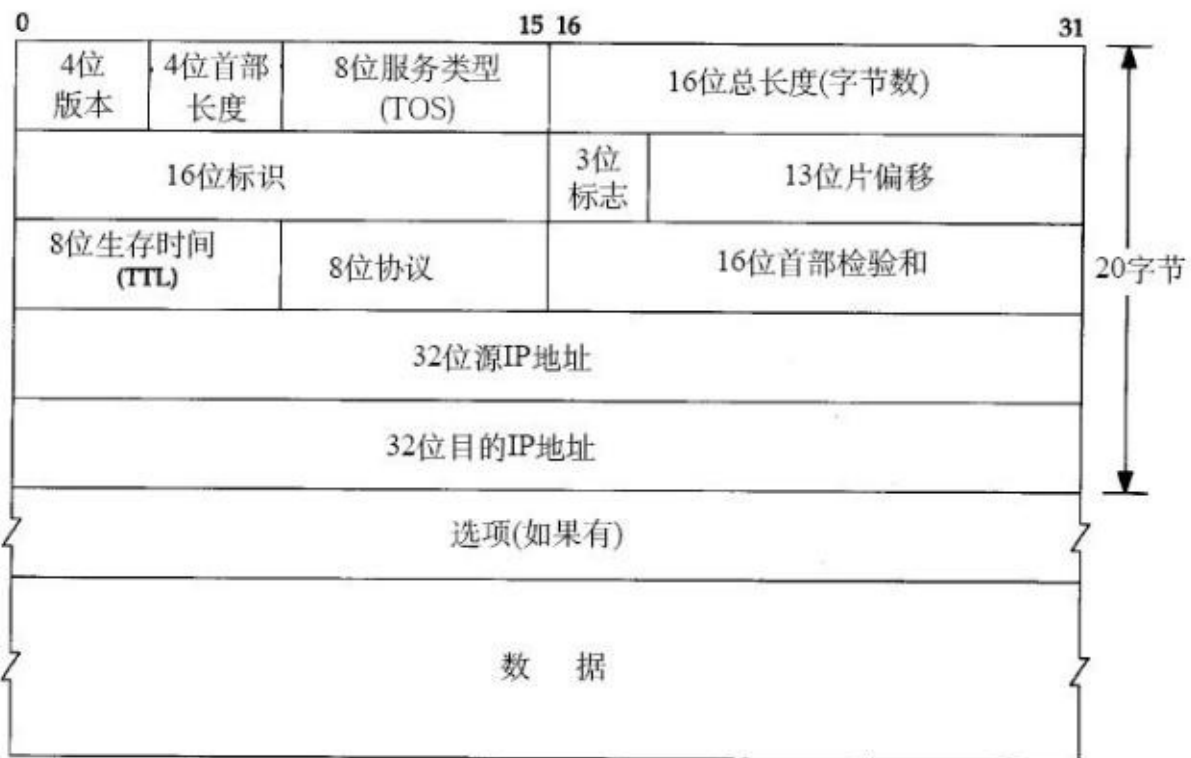 0 15 16 31
4位
版本
4位首部
长度
8位服务类型
(TOS)
16位总长度(字节数)
16位标识
3位
标志
13位片偏移
8位生存时间
(TTL)
8位协议
16位首部检验和
20字节
32位源IP地址
32位目的IP地址
选项(如果有)
数 据